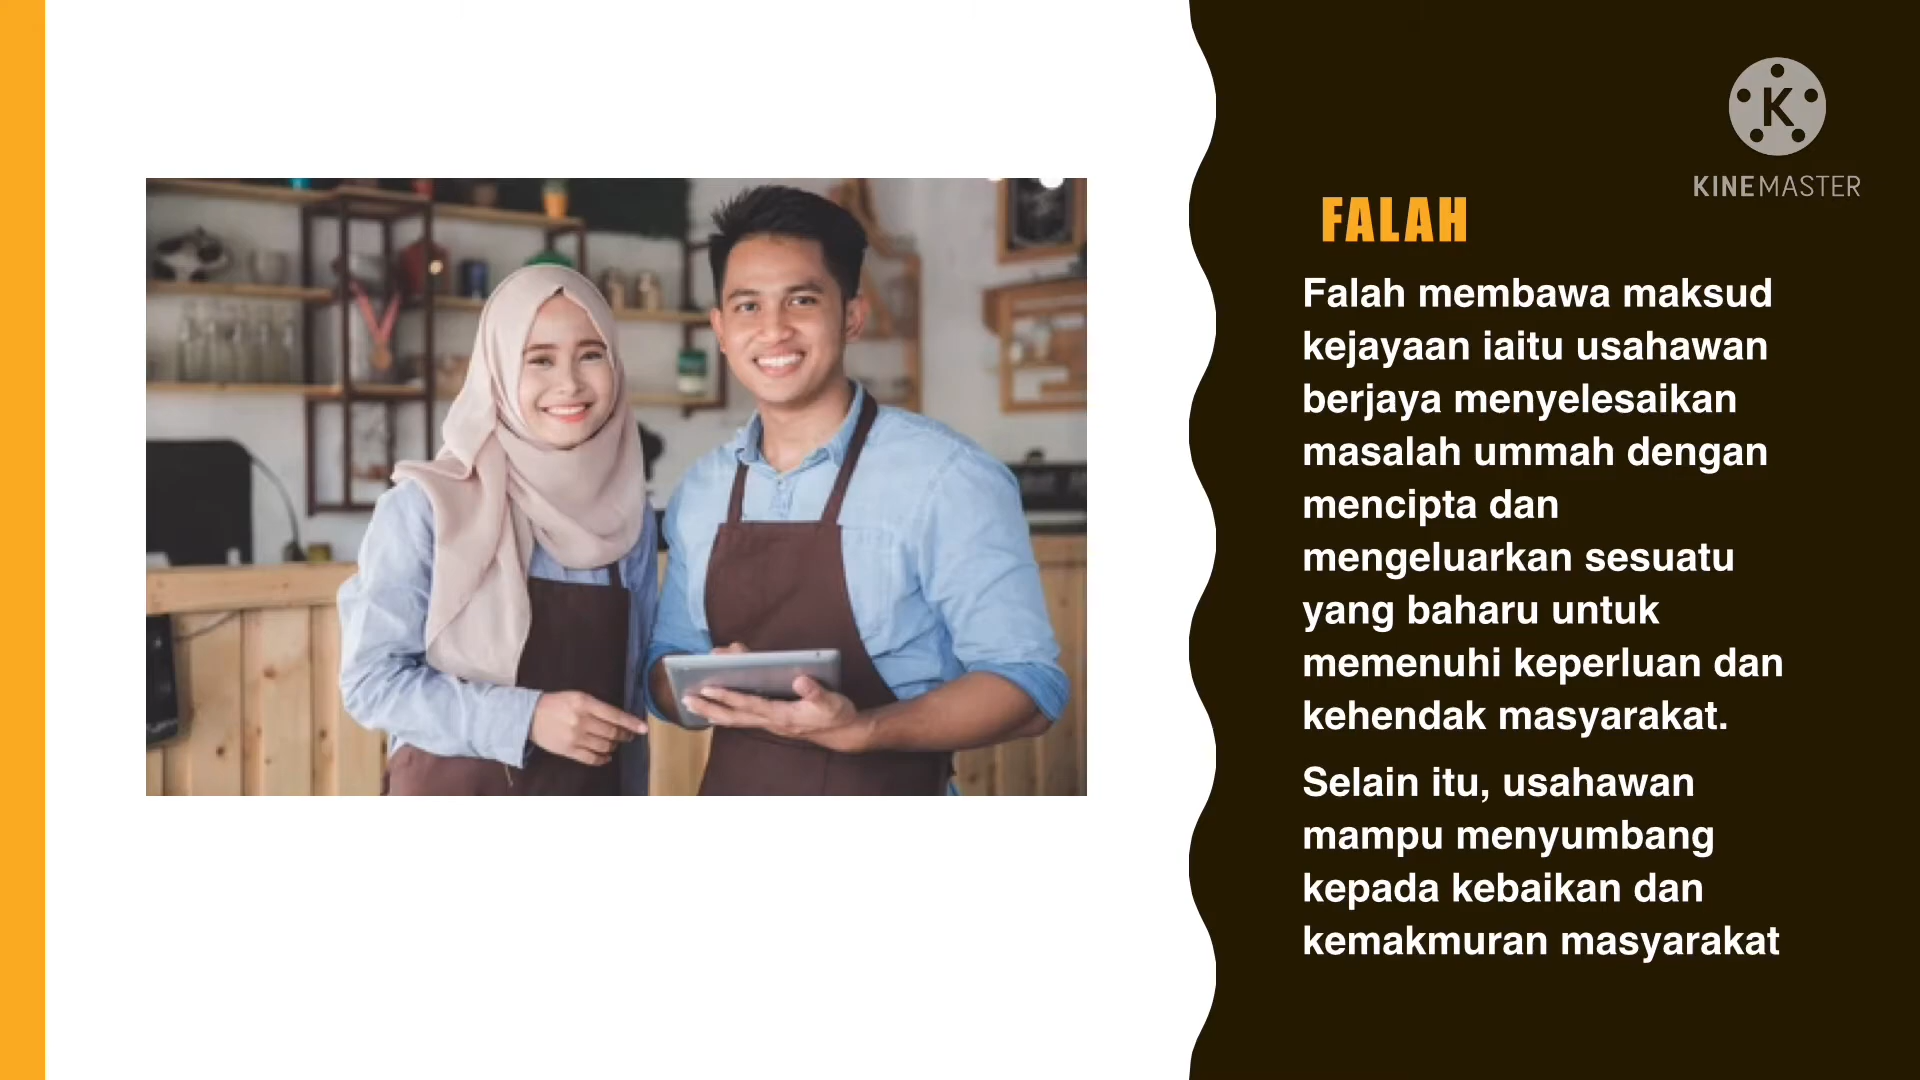 K
KINEMASTER
FALAH
Falah membawa maksud
kejayaan iaitu usahawan
berjaya menyelesaikan
masalah ummah dengan
mencipta dan
mengeluarkan sesuatu
yang baharu untuk
memenuhi keperluan dan
kehendak masyarakat.
Selain itu, usahawan
mampu menyumbang
kepada kebaikan dan
kemakmuran masyarakat